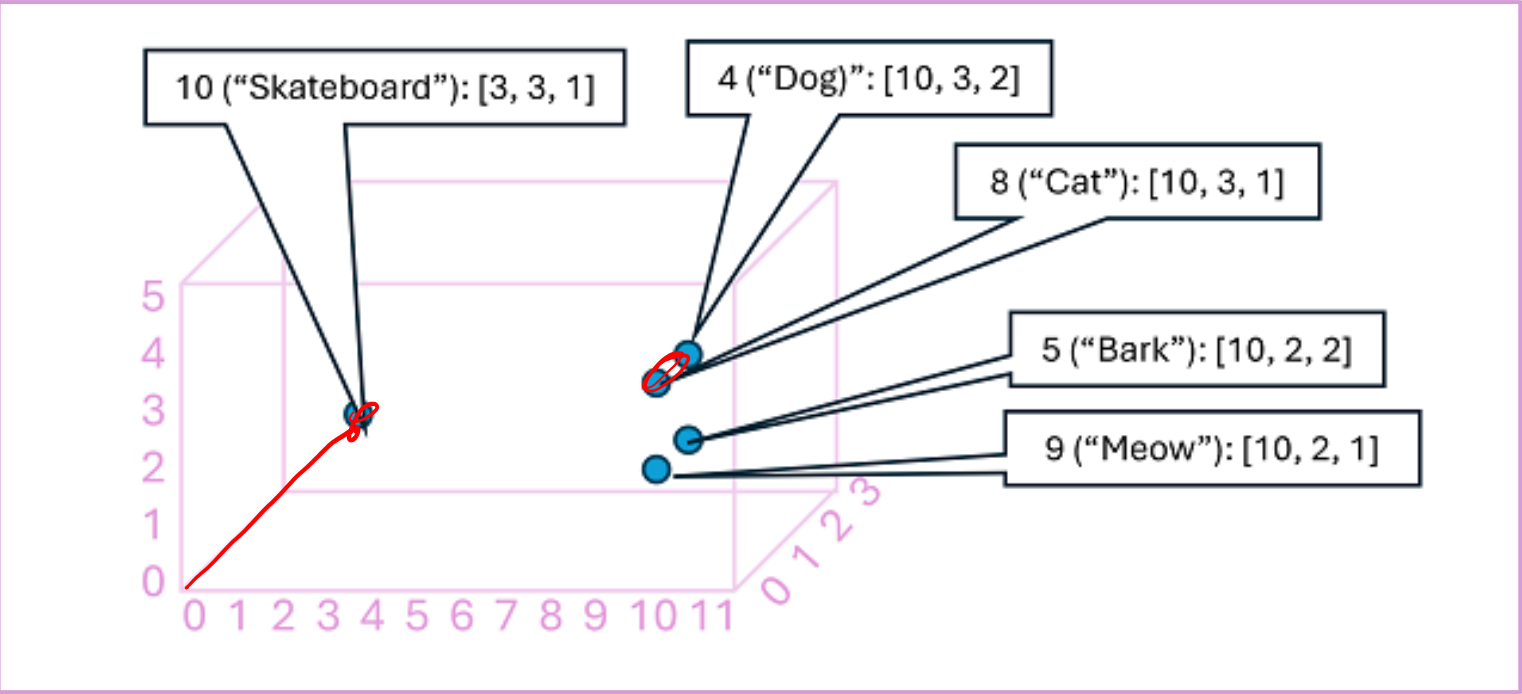 10 (“Skateboard”): [3, 3, 1]
4 (“Dog)”: [10, 3, 2]
8 (“Cat”): [10, 3, 1]
5 (“Bark”): [10, 2, 2]
9 (“Meow”): [10, 2, 1]
5
4
3
2
1
0
0 1 2 3 4 5 6 7 8 9 10 11
0 1 2 3